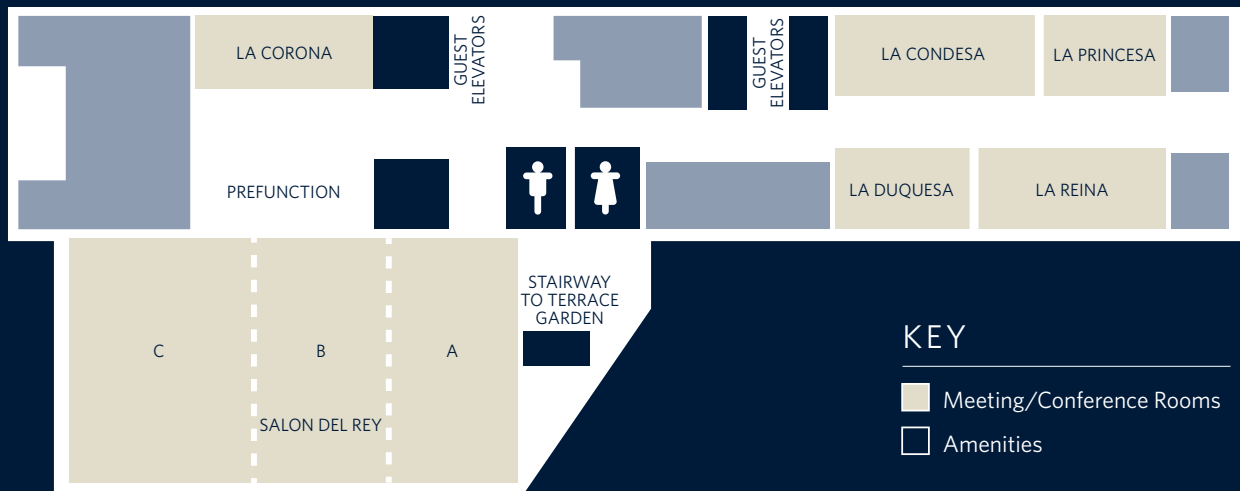 LA CORONA
GUEST
ELEVATORS
GUEST
ELEVATORS
LA CONDESA
LA PRINCESA
PREFUNCTION
LA DUQUESA
LA REINA
STAIRWAY
TO TERRACE
GARDEN
C
B
A
SALON DEL REY
KEY
Meeting/Conference Rooms
Amenities